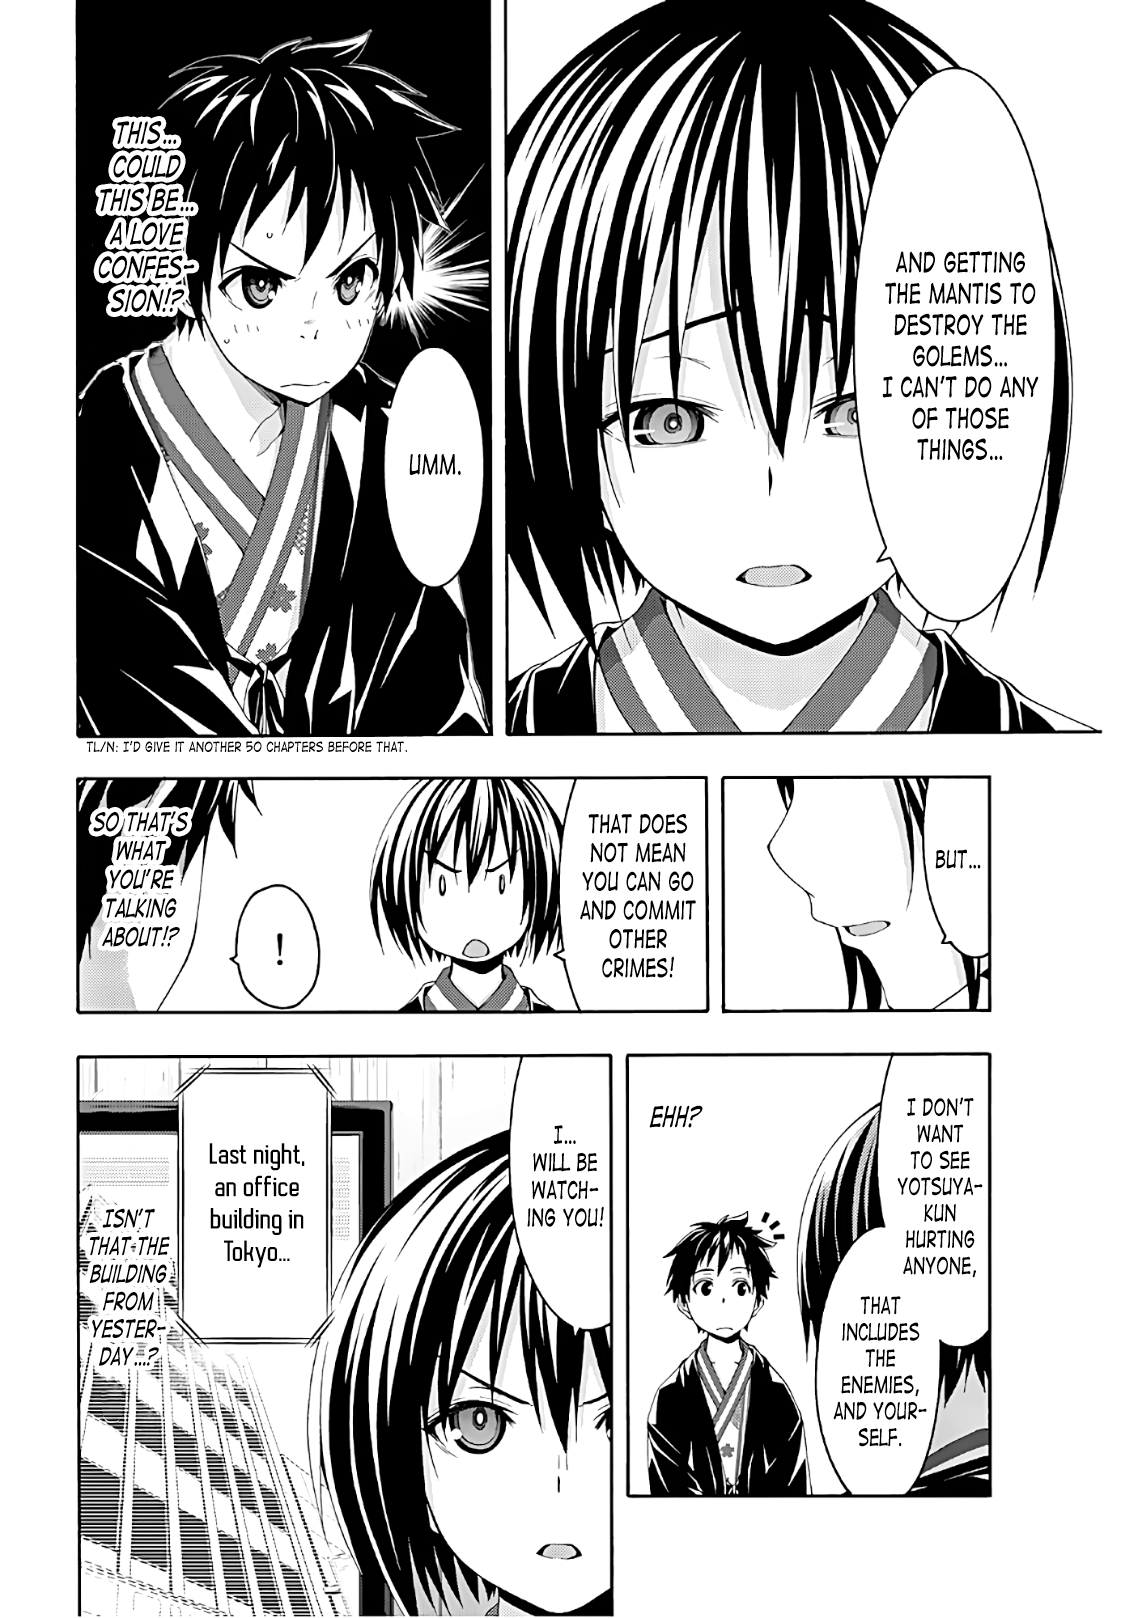 AND GETTING
THE MANTIS TO
DESTROY THE
GOLEMS...
I CAN'T DO ANY
OF THOSE
THINGS...
UMM.
THIS...
COULD
THIS BE...
A LOVE
CONFES-
SION!?
TL/N: I'D GIVE IT ANOTHER 50 CHAPTERS BEFORE THAT.
BUT...
THAT DOES
NOT MEAN
YOU CAN GO
AND COMMIT
OTHER
CRIMES!
!
SO THAT'S
WHAT
YOU'RE
TALKING
ABOUT!?
I DON'T
WANT
TO SEE
YOTSUYA-
KUN
HURTING
ANYONE,
THAT
INCLUDES
THE
ENEMIES,
AND YOUR-
SELF.
EHH?
I...
WILL BE
WATCH-
ING YOU!
Last night,
an office
building in
Tokyo...
ISN'T
THAT THE
BUILDING
FROM
YESTER-
DAY...?